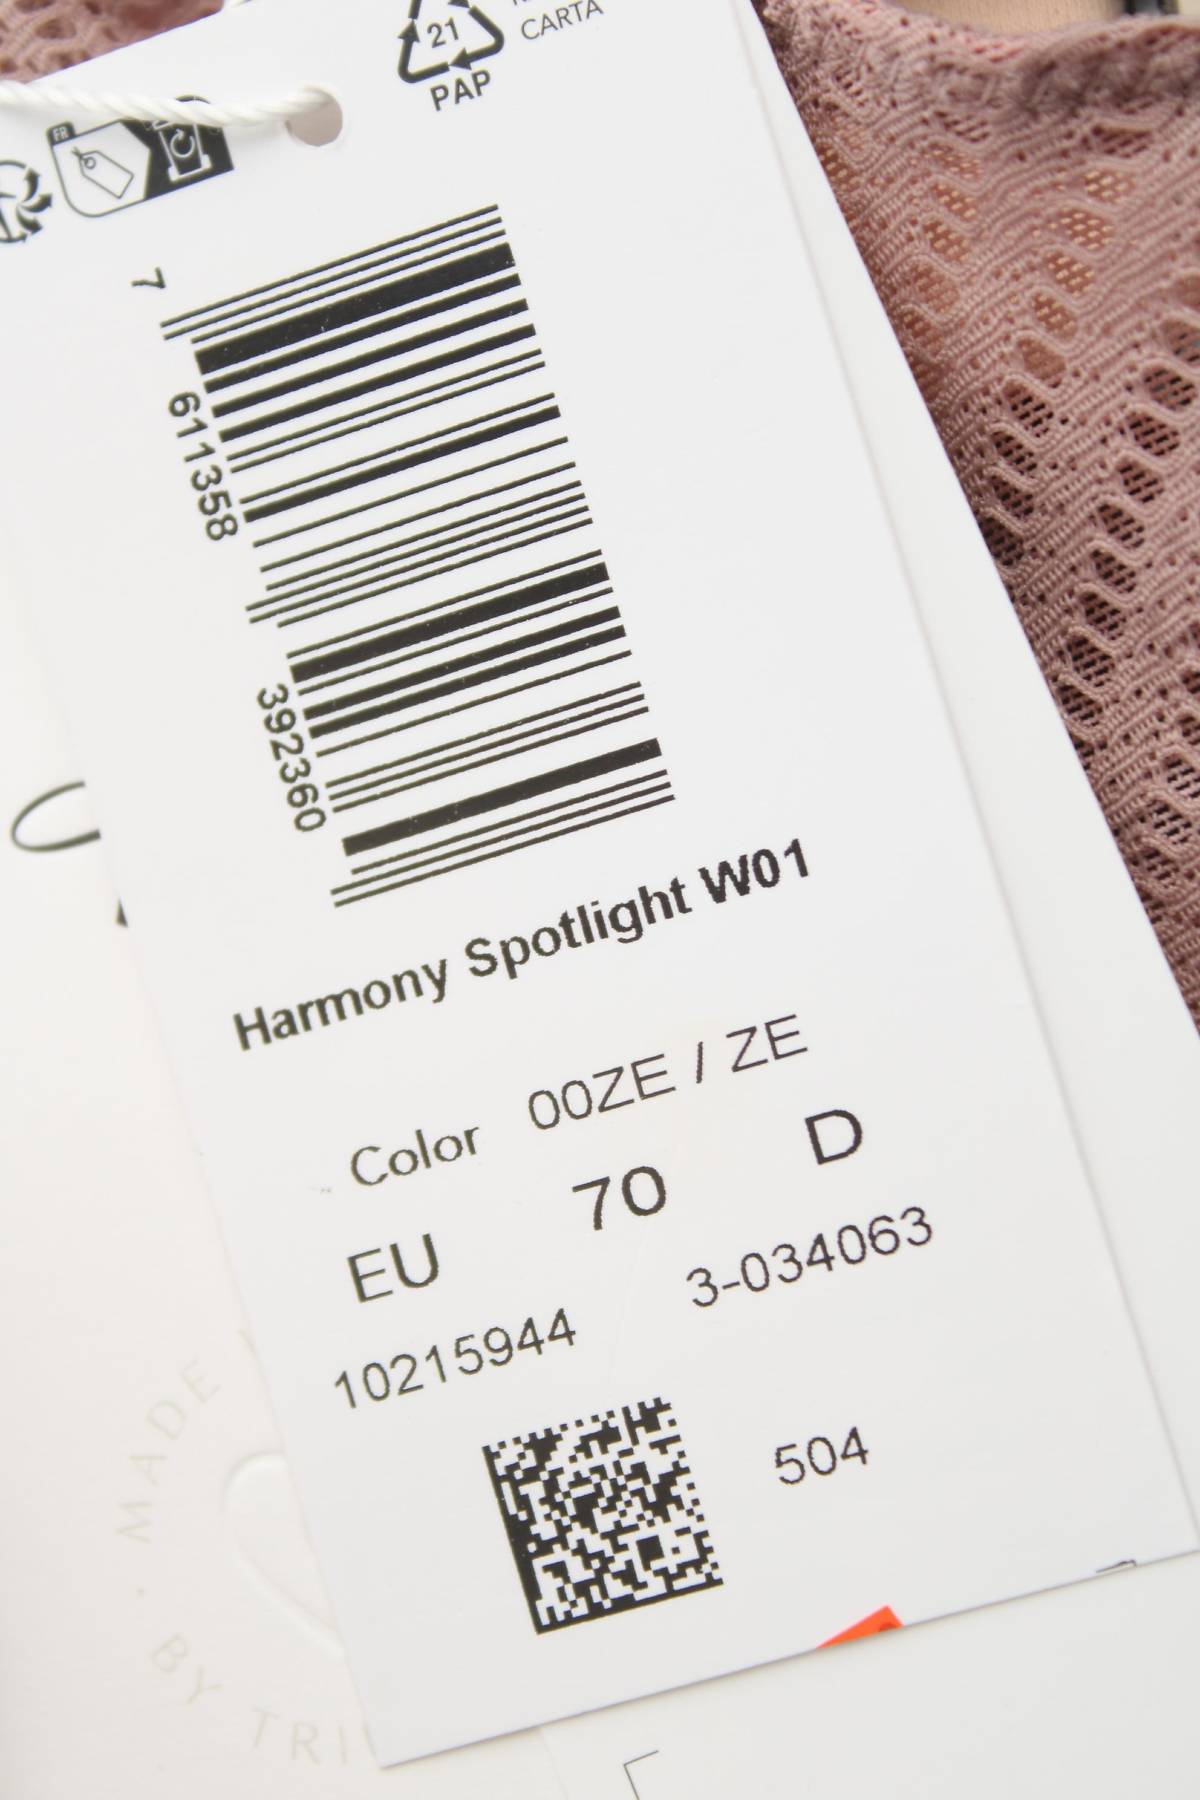 21
PAP
CARTA
FR
7
611358
392360
Harmony Spotlight W01
Color 00ZE / ZE
EU 70 D
10215944 3-034063
504
· MADE
BY TRI